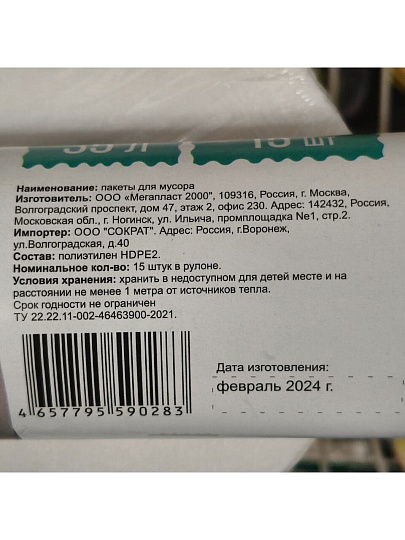 35 Л
15 ШТ
Наименование: пакеты для мусора
Изготовитель: ООО «Мегапласт 2000", 109316, Россия, г. Москва,
Волгоградский проспект, дом 47, этаж 2, офис 230. Адрес: 142432, Россия,
Московская обл., г. Ногинск, ул. Ильича, промплощадка №1, стр.2.
Импортер: ООО "СОКРАТ". Адрес: Россия, г.Воронеж,
ул.Волгоградская, д.40
Состав: полиэтилен HDPE2.
Номинальное кол-во: 15 штук в рулоне.
Условия хранения: хранить в недоступном для детей месте и на
расстоянии не менее 1 метра от источников тепла.
Срок годности не ограничен
ТУ 22.22.11-002-46463900-2021.
Дата изготовления:
февраль 2024 г.
4 657795 590283